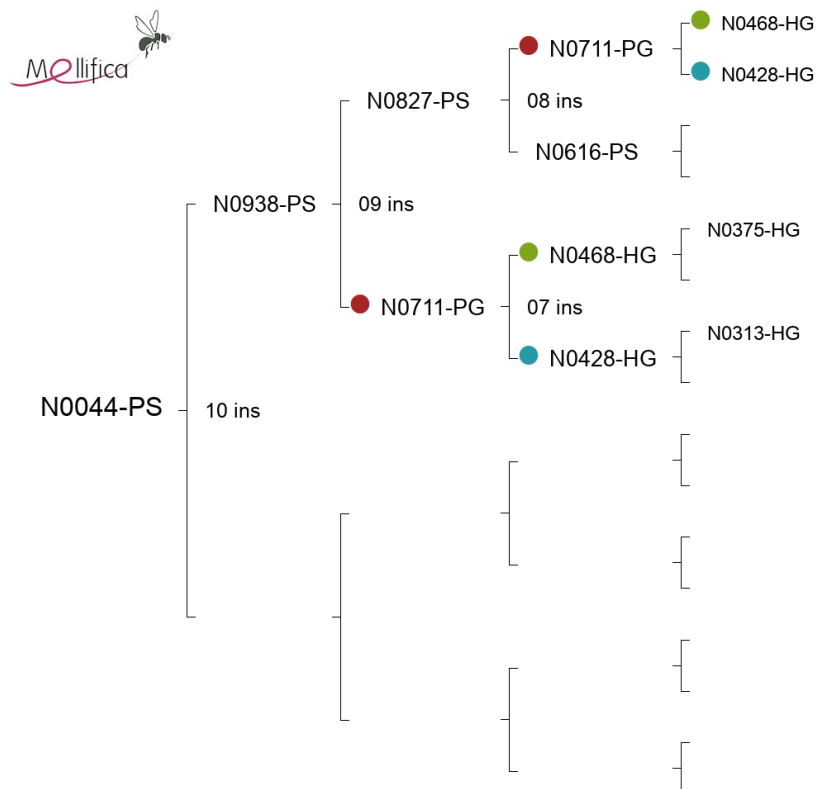 Mellifica
N0468-HG
N0711-PG
N0428-HG
N0827-PS
08 ins
N0616-PS
N0938-PS
09 ins
N0468-HG
N0375-HG
N0711-PG
07 ins
N0428-HG
N0313-HG
N0044-PS
10 ins